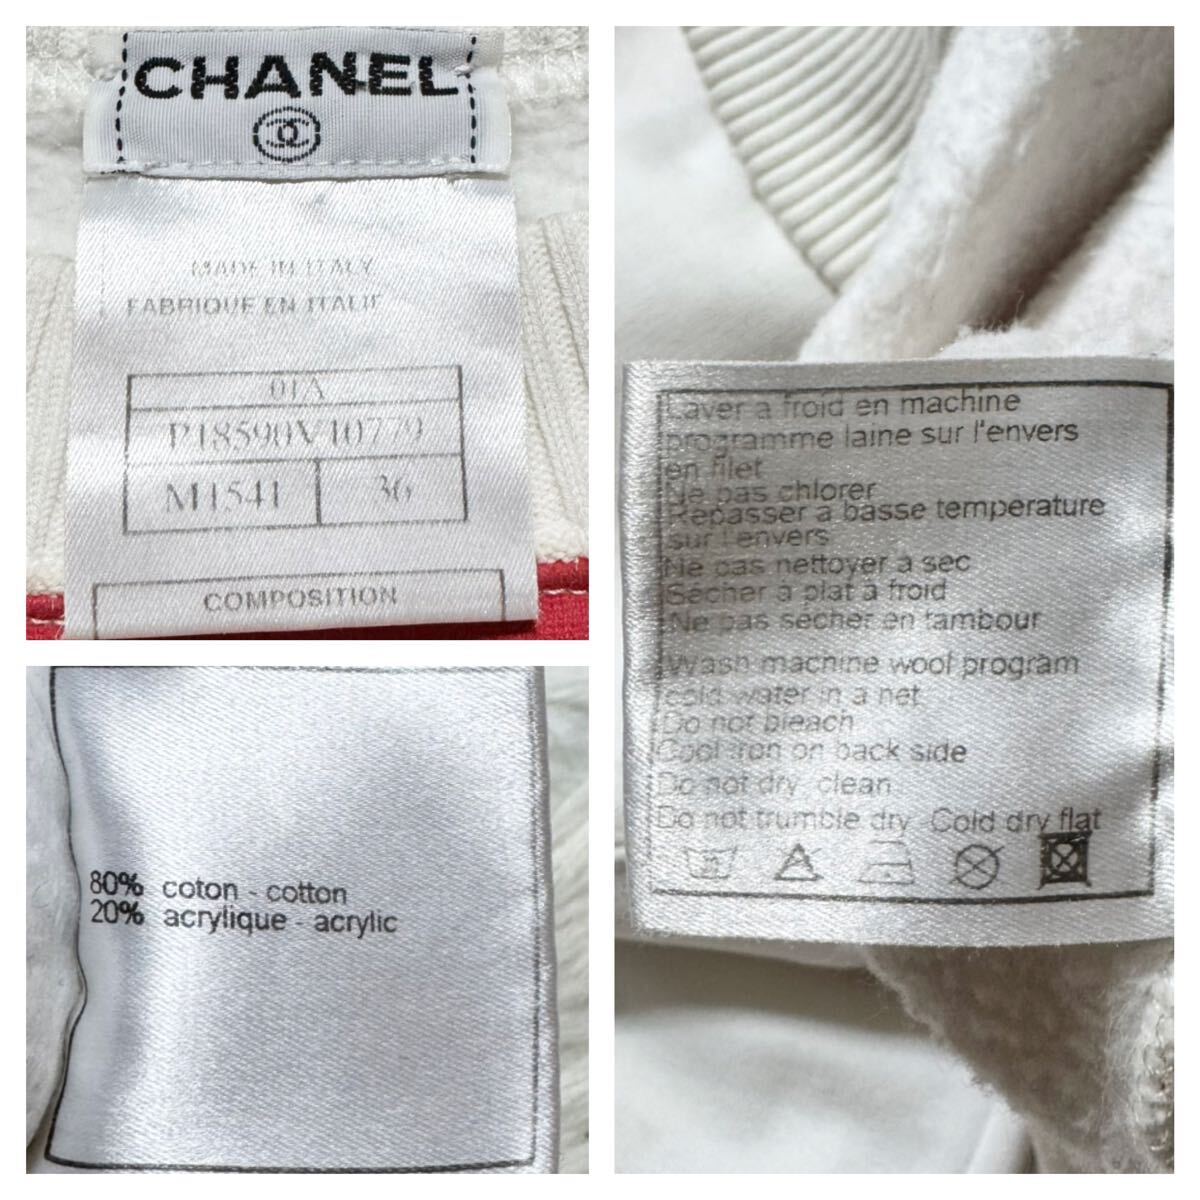 CHANEL
MADE IN ITALY
FABRIQUE EN ITALIE
01A
P18590V10779
M1541 36
COMPOSITION
80% coton - cotton
20% acrylique - acrylic
Laver a froid en machine
programme laine sur l'envers
en filet
Ne pas chlorer
Repasser a basse temperature
sur l'envers
Ne pas nettoyer a sec
Sécher à plat à froid
Ne pas sécher en tambour
Wash machine wool program
cold water in a net
Do not bleach
Cool iron on back side
Do not dry clean
Do not trumble dry Cold dry flat